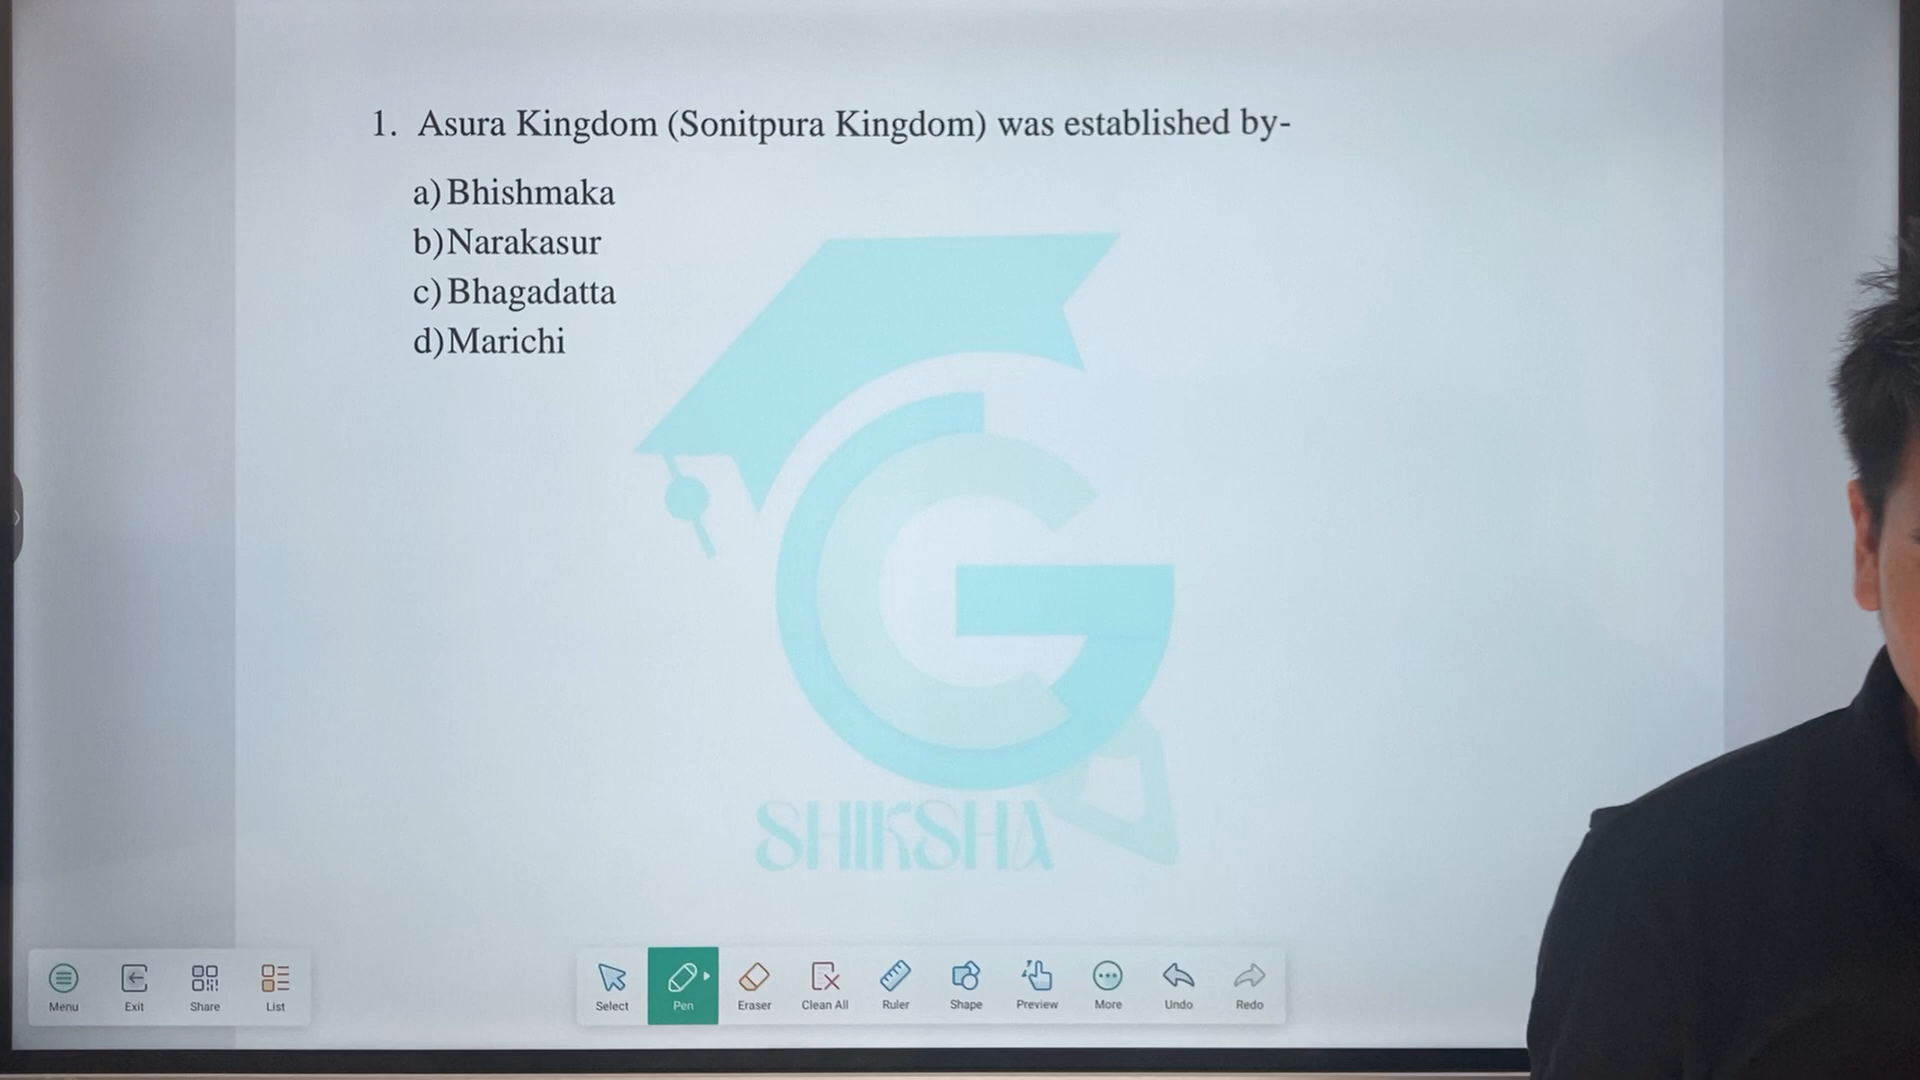 1. Asura Kingdom (Sonitpura Kingdom) was established by-
a) Bhishmaka
b) Narakasur
c) Bhagadatta
d) Marichi
SHIKSHA
Menu Exit Share List
Select Pen Eraser Clean All Ruler Shape Preview More Undo Redo